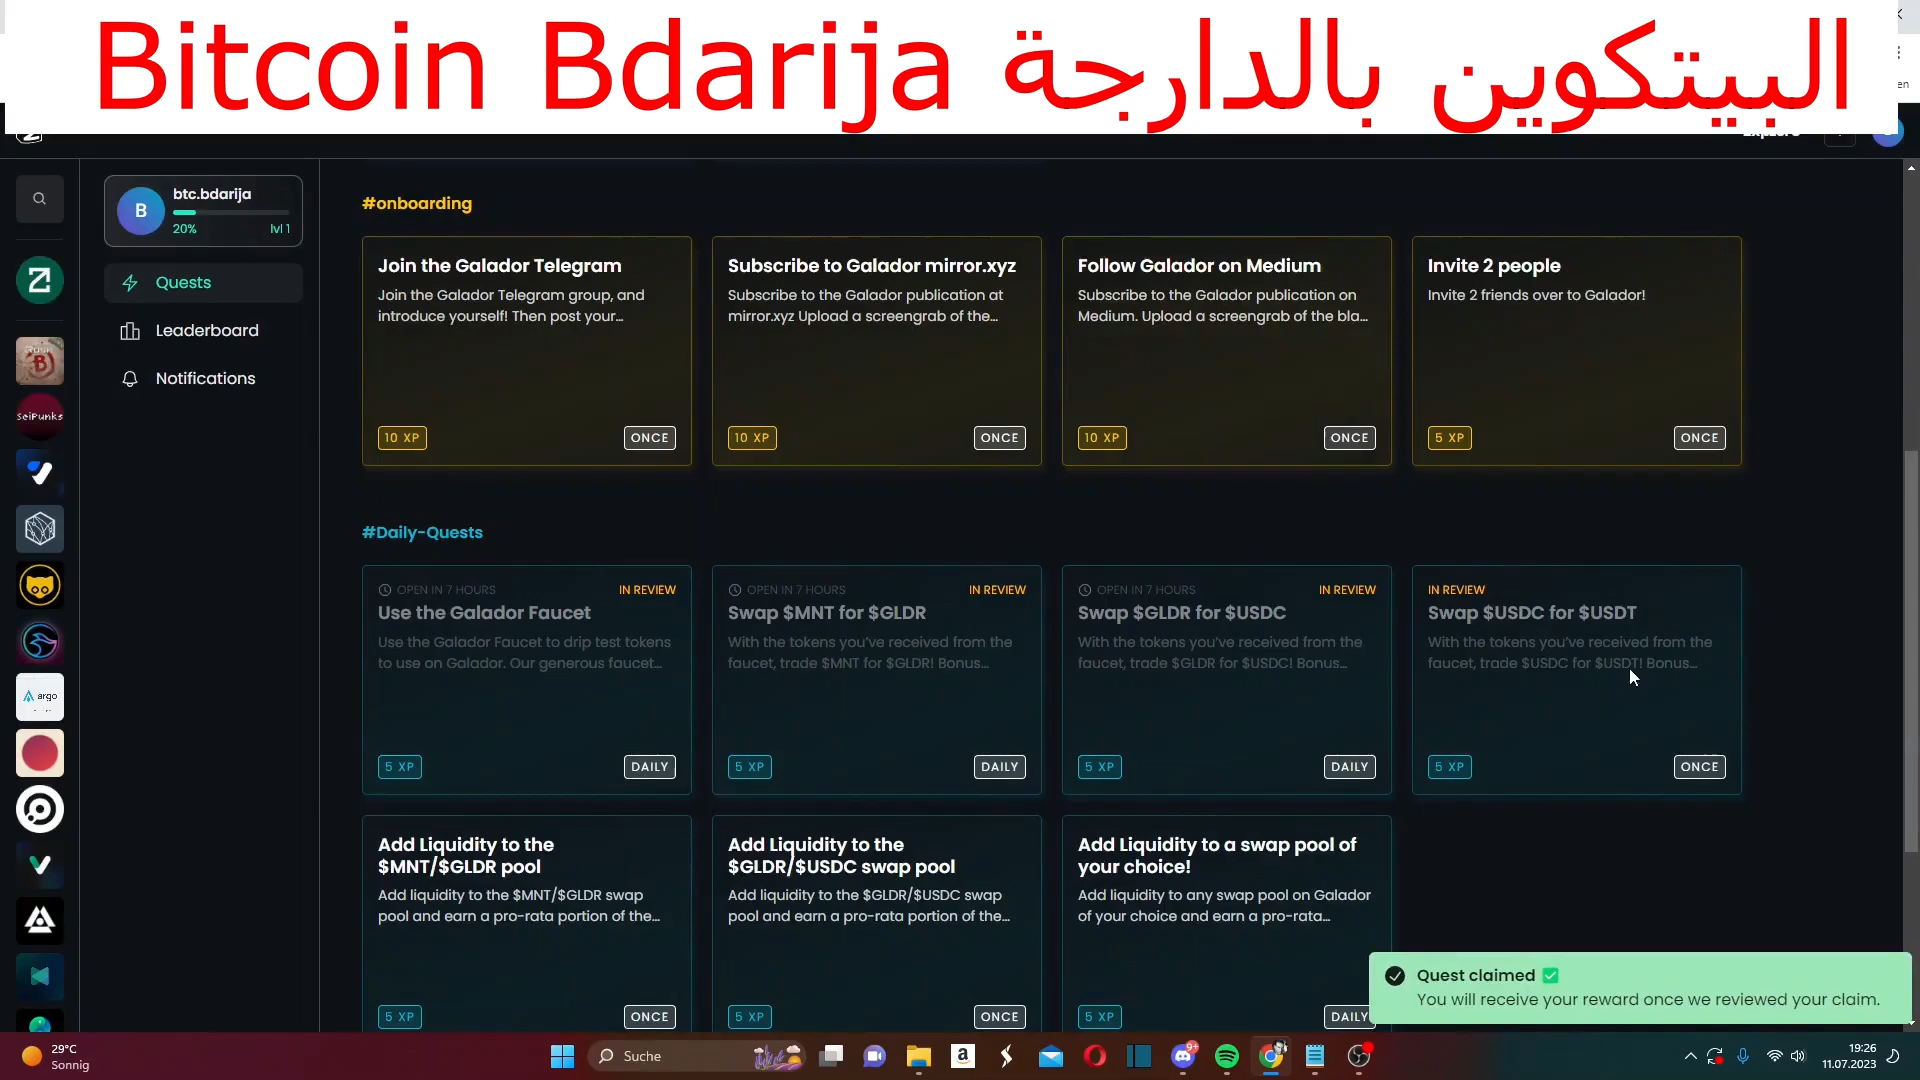 Bitcoin Bdarija البيتكوين بالدارجة
B
btc.bdarija
20%
lvl 1
Quests
Leaderboard
Notifications
SeiPunks
argo
#onboarding
Join the Galador Telegram
Join the Galador Telegram group, and
introduce yourself! Then post your...
10 XP
ONCE
Subscribe to Galador mirror.xyz
Subscribe to the Galador publication at
mirror.xyz Upload a screengrab of the...
10 XP
ONCE
Follow Galador on Medium
Subscribe to the Galador publication on
Medium. Upload a screengrab of the bla...
10 XP
ONCE
Invite 2 people
Invite 2 friends over to Galador!
5 XP
ONCE
#Daily-Quests
OPEN IN 7 HOURS
IN REVIEW
Use the Galador Faucet
Use the Galador Faucet to drip test tokens
to use on Galador. Our generous faucet...
5 XP
DAILY
OPEN IN 7 HOURS
IN REVIEW
Swap $MNT for $GLDR
With the tokens you've received from the
faucet, trade $MNT for $GLDR! Bonus...
5 XP
DAILY
OPEN IN 7 HOURS
IN REVIEW
Swap $GLDR for $USDC
With the tokens you've received from the
faucet, trade $GLDR for $USDC! Bonus...
5 XP
DAILY
IN REVIEW
Swap $USDC for $USDT
With the tokens you've received from the
faucet, trade $USDC for $USDT! Bonus...
5 XP
ONCE
Add Liquidity to the
$MNT/$GLDR pool
Add liquidity to the $MNT/$GLDR swap
pool and earn a pro-rata portion of the...
5 XP
ONCE
Add Liquidity to the
$GLDR/$USDC swap pool
Add liquidity to the $GLDR/$USDC swap
pool and earn a pro-rata portion of the...
5 XP
ONCE
Add Liquidity to a swap pool of
your choice!
Add liquidity to any swap pool on Galador
of your choice and earn a pro-rata...
5 XP
DAILY
Quest claimed
You will receive your reward once we reviewed your claim.
29°C
Sonnig
Suche
9+
19:26
11.07.2023